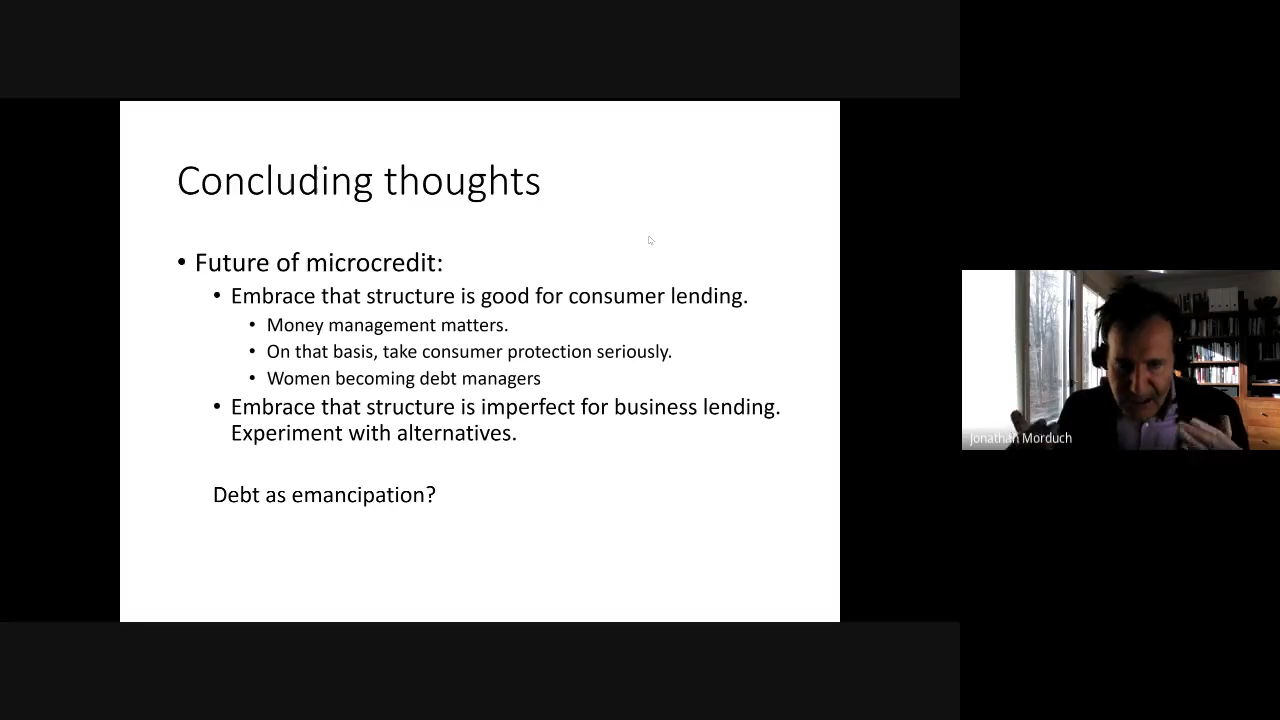 Concluding thoughts
• Future of microcredit:
• Embrace that structure is good for consumer lending.
• Money management matters.
• On that basis, take consumer protection seriously.
• Women becoming debt managers
• Embrace that structure is imperfect for business lending.
Experiment with alternatives.
Debt as emancipation?
Jonathan Morduch